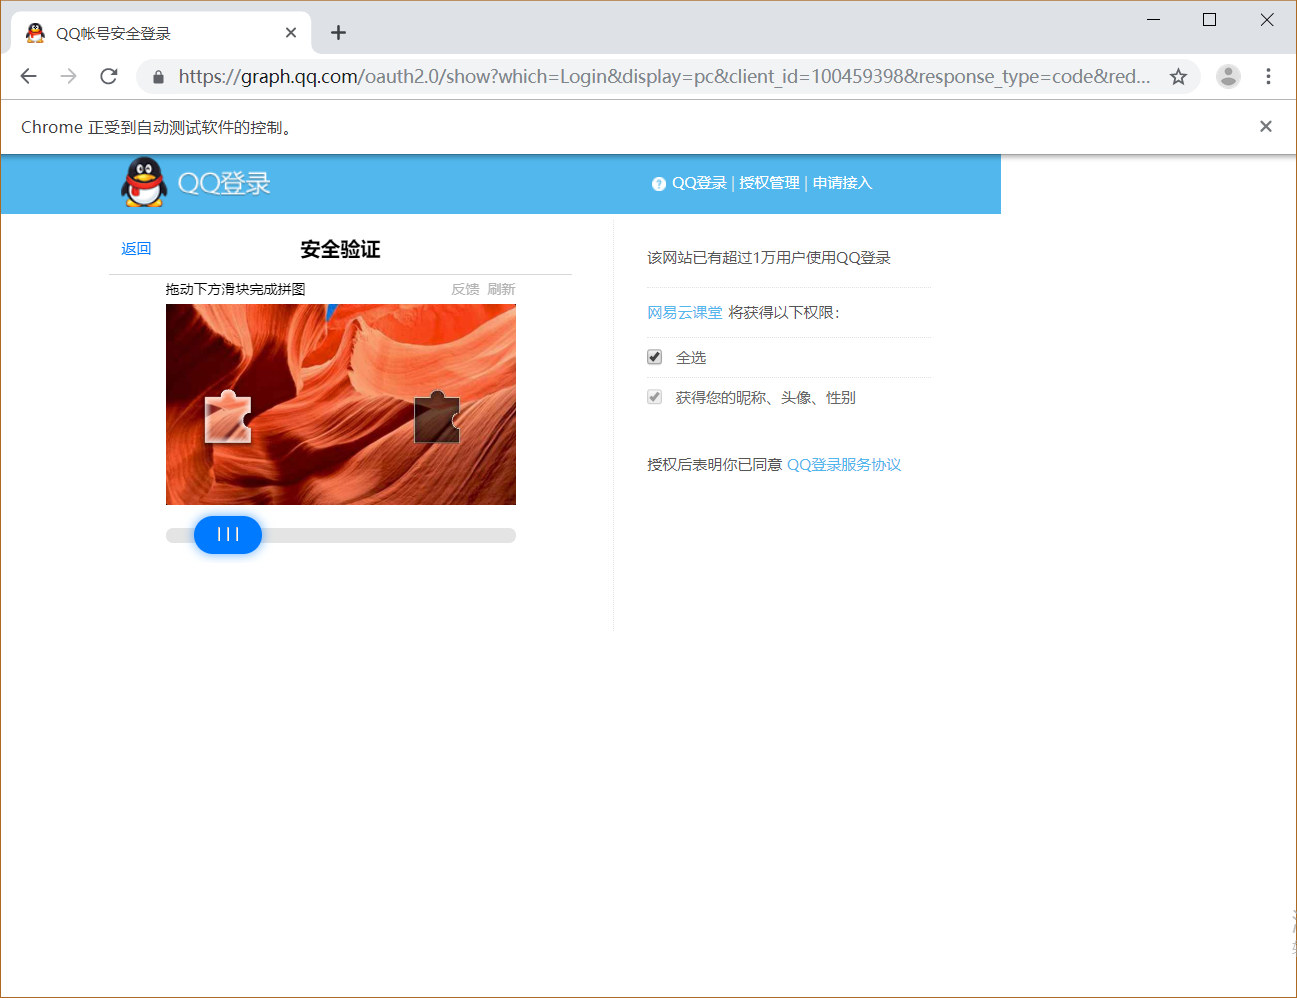 QQ帐号安全登录
https://graph.qq.com/oauth2.0/show?which=Login&display=pc&client_id=100459398&response_type=code&red...
Chrome 正受到自动测试软件的控制。
QQ登录
QQ登录 | 授权管理 | 申请接入
返回
安全验证
拖动下方滑块完成拼图
反馈 刷新
该网站已有超过1万用户使用QQ登录
网易云课堂 将获得以下权限：
全选
获得您的昵称、头像、性别
授权后表明你已同意 QQ登录服务协议